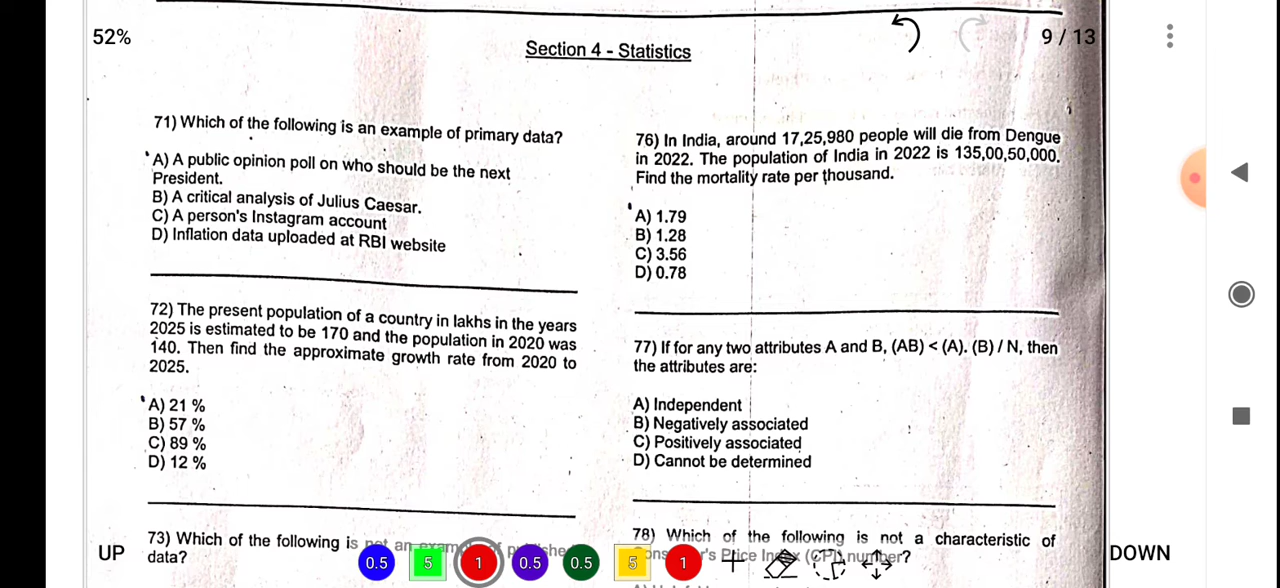 52%
9 / 13
Section 4 - Statistics
71) Which of the following is an example of primary data?
A) A public opinion poll on who should be the next
President.
B) A critical analysis of Julius Caesar.
C) A person's Instagram account
D) Inflation data uploaded at RBI website
72) The present population of a country in lakhs in the years
2025 is estimated to be 170 and the population in 2020 was
140. Then find the approximate growth rate from 2020 to
2025.
A) 21 %
B) 57 %
C) 89 %
D) 12 %
73) Which of the following is not an
data?
76) In India, around 17,25,980 people will die from Dengue
in 2022. The population of India in 2022 is 135,00,50,000.
Find the mortality rate per thousand.
A) 1.79
B) 1.28
C) 3.56
D) 0.78
77) If for any two attributes A and B, (AB) < (A). (B) / N, then
the attributes are:
A) Independent
B) Negatively associated
C) Positively associated
D) Cannot be determined
78) Which of the following is not a characteristic of
Price number?
UP
0.5
5
1
0.5
0.5
5
1
DOWN